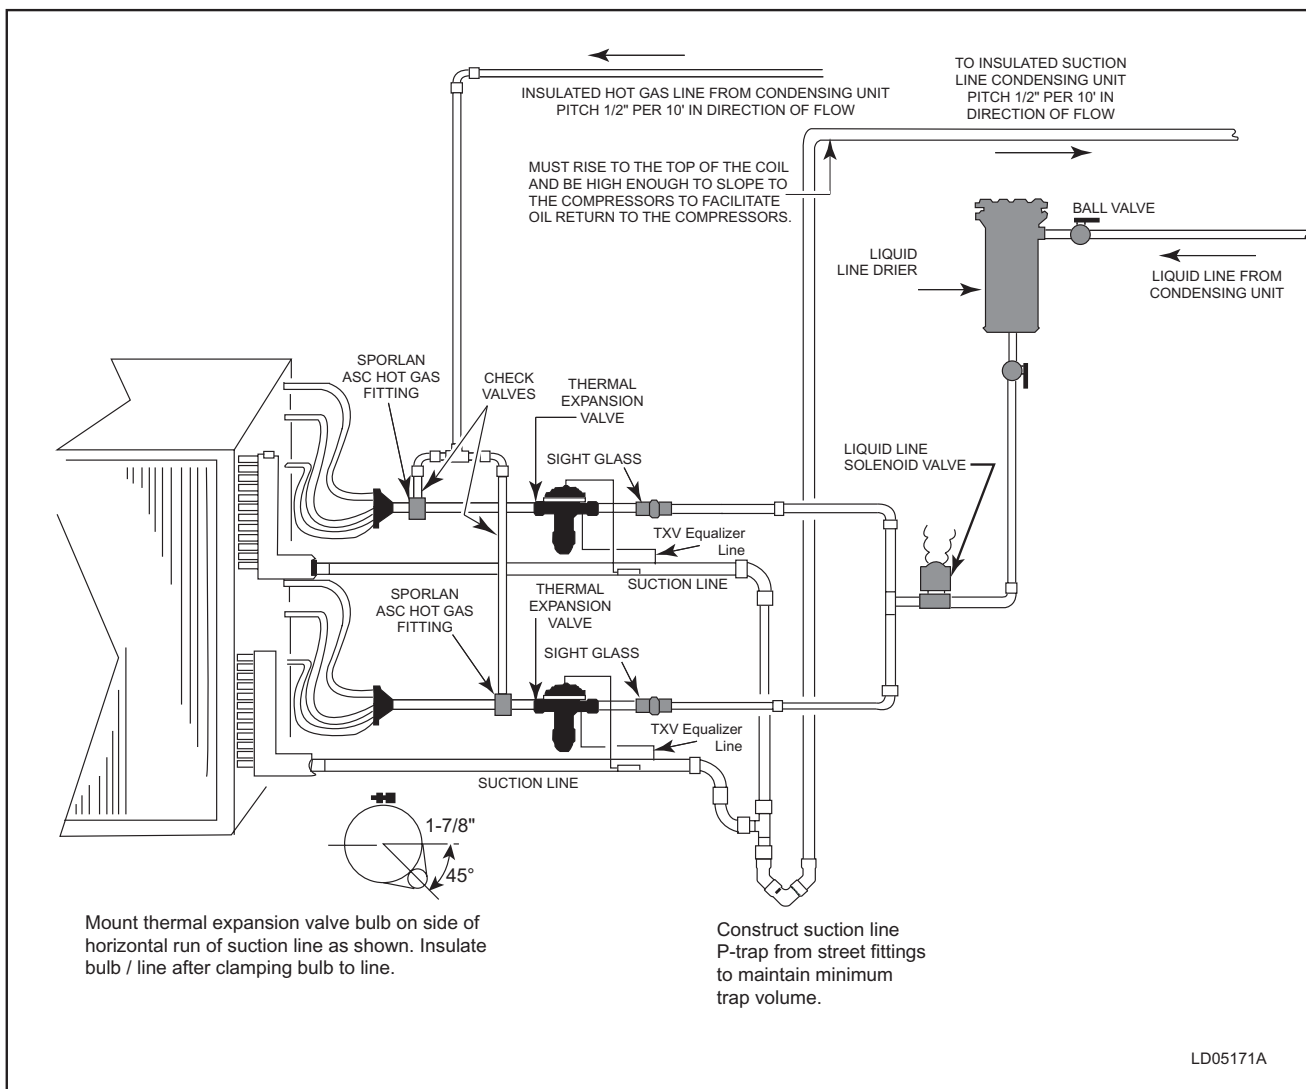 INSULATED HOT GAS LINE FROM CONDENSING UNIT
PITCH 1/2" PER 10' IN DIRECTION OF FLOW
TO INSULATED SUCTION
LINE CONDENSING UNIT
PITCH 1/2" PER 10' IN
DIRECTION OF FLOW
MUST RISE TO THE TOP OF THE COIL
AND BE HIGH ENOUGH TO SLOPE TO
THE COMPRESSORS TO FACILITATE
OIL RETURN TO THE COMPRESSORS.
BALL VALVE
LIQUID
LINE DRIER
LIQUID LINE FROM
CONDENSING UNIT
SPORLAN
ASC HOT GAS
FITTING
CHECK
VALVES
THERMAL
EXPANSION
VALVE
SIGHT GLASS
LIQUID LINE
SOLENOID VALVE
TXV Equalizer
Line
SUCTION LINE
SPORLAN
ASC HOT GAS
FITTING
THERMAL
EXPANSION
VALVE
SIGHT GLASS
TXV Equalizer
Line
SUCTION LINE
1-7/8"
45°
Mount thermal expansion valve bulb on side of
horizontal run of suction line as shown. Insulate
bulb / line after clamping bulb to line.
Construct suction line
P-trap from street fittings
to maintain minimum
trap volume.
LD05171A